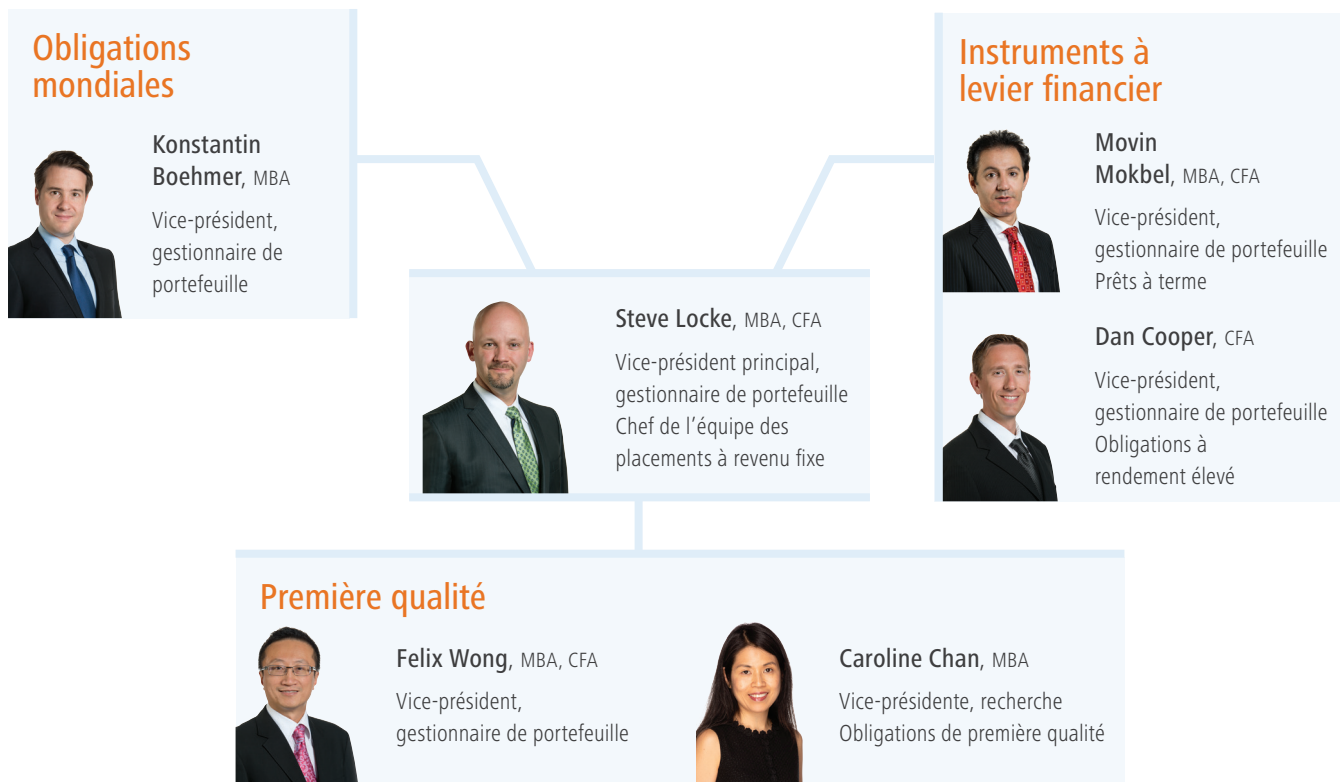 Obligations
mondiales
Konstantin
Boehmer, MBA
Vice-président,
gestionnaire de
portefeuille
Instruments à
levier financier
Movin
Mokbel, MBA, CFA
Vice-président,
gestionnaire de portefeuille
Prêts à terme
Dan Cooper, CFA
Vice-président,
gestionnaire de portefeuille
Obligations à
rendement élevé
Steve Locke, MBA, CFA
Vice-président principal,
gestionnaire de portefeuille
Chef de l’équipe des
placements à revenu fixe
Première qualité
Felix Wong, MBA, CFA
Vice-président,
gestionnaire de portefeuille
Caroline Chan, MBA
Vice-présidente, recherche
Obligations de première qualité